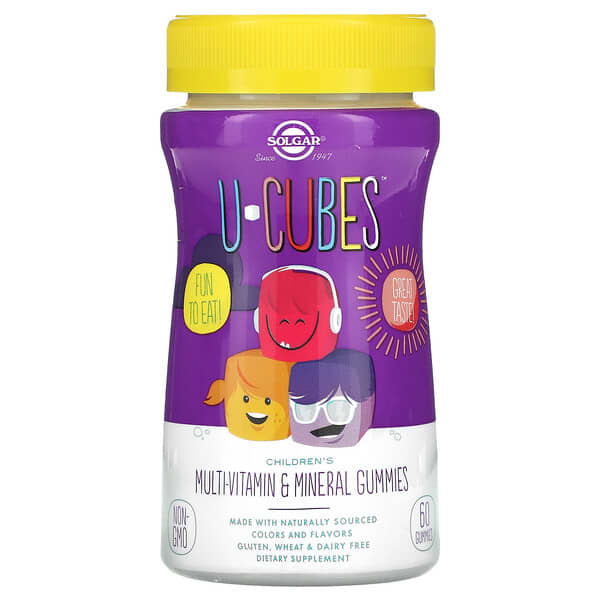 SOLGAR®
Since 1947
U-CUBES™
FUN
TO EAT!
GREAT
TASTE!
CHILDREN'S
MULTI-VITAMIN & MINERAL GUMMIES
NON-
GMO
MADE WITH NATURALLY SOURCED
COLORS AND FLAVORS
GLUTEN, WHEAT & DAIRY FREE
DIETARY SUPPLEMENT
60
GUMMIES